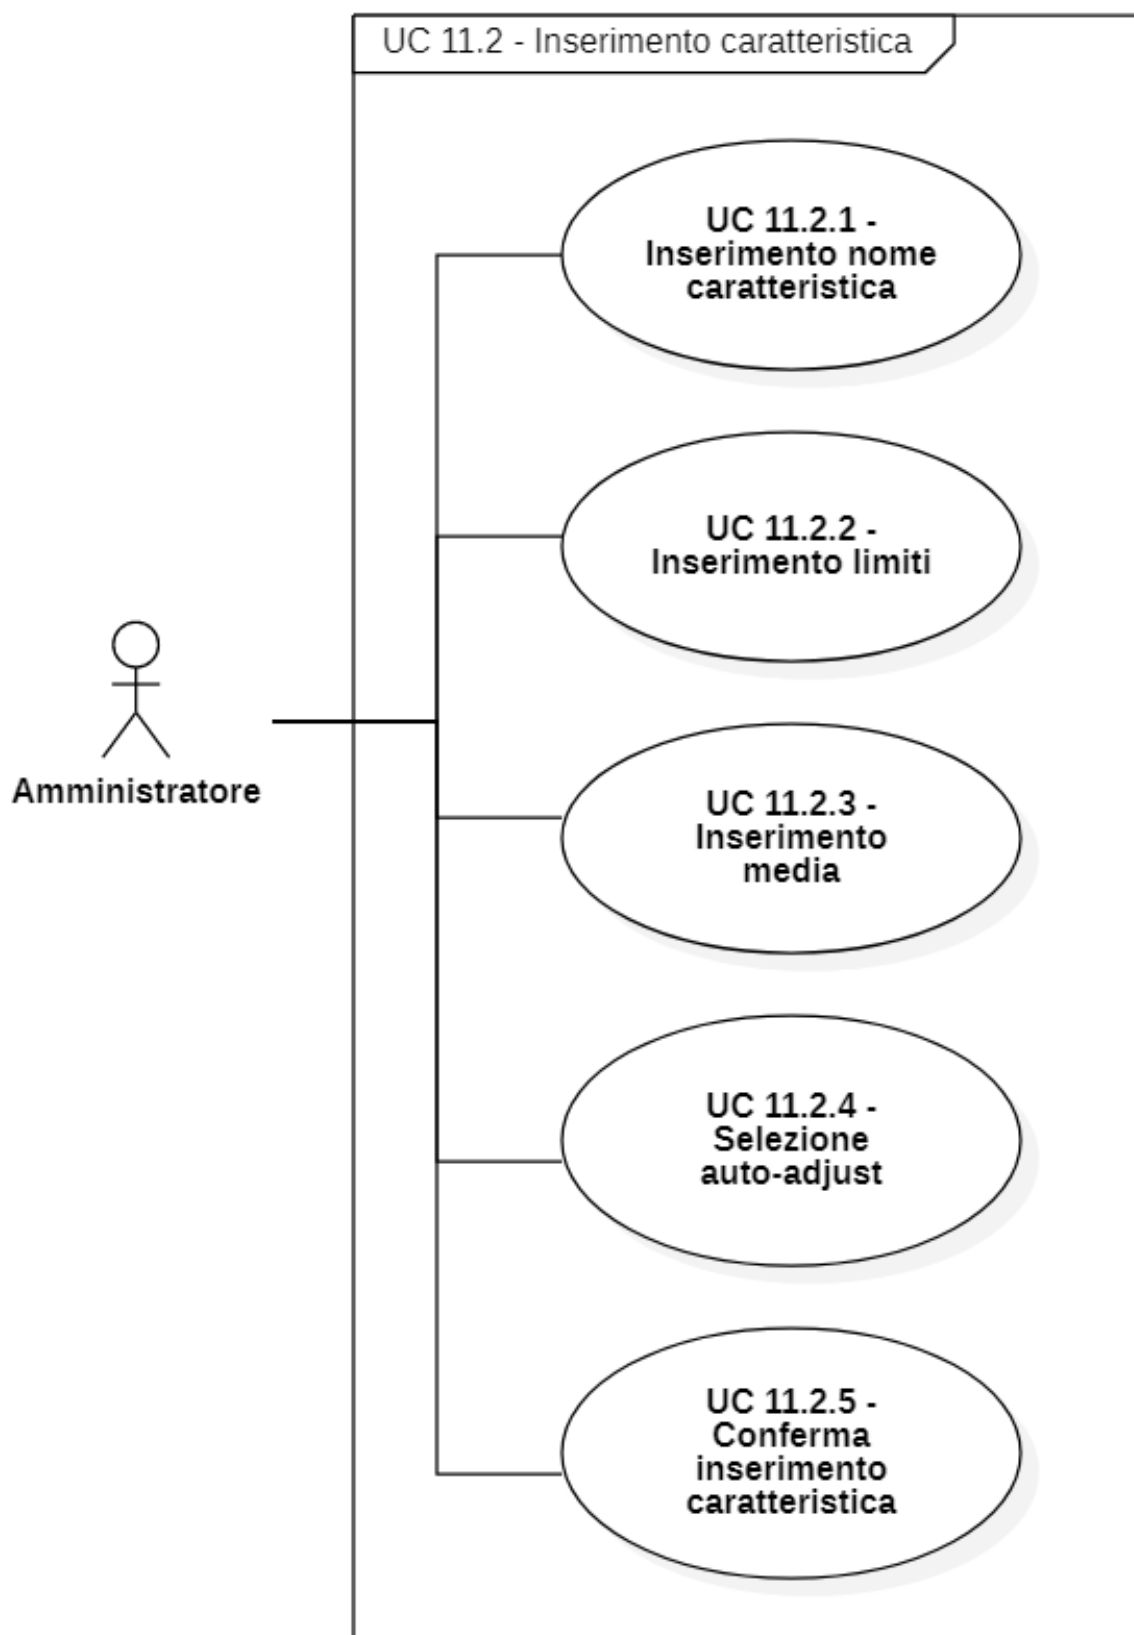 UC 11.2 - Inserimento caratteristica
UC 11.2.1 -
Inserimento nome
caratteristica
UC 11.2.2 -
Inserimento limiti
Amministratore
UC 11.2.3 -
Inserimento
media
UC 11.2.4 -
Selezione
auto-adjust
UC 11.2.5 -
Conferma
inserimento
caratteristica